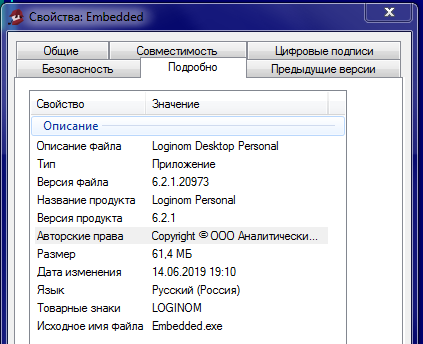 Свойства: Embedded
Общие Совместимость Цифровые подписи
Безопасность Подробно Предыдущие версии
Свойство Значение
Описание
Описание файла Loginom Desktop Personal
Тип Приложение
Версия файла 6.2.1.20973
Название продукта Loginom Personal
Версия продукта 6.2.1
Авторские права Copyright © ООО Аналитически...
Размер 61,4 МБ
Дата изменения 14.06.2019 19:10
Язык Русский (Россия)
Товарные знаки LOGINOM
Исходное имя файла Embedded.exe